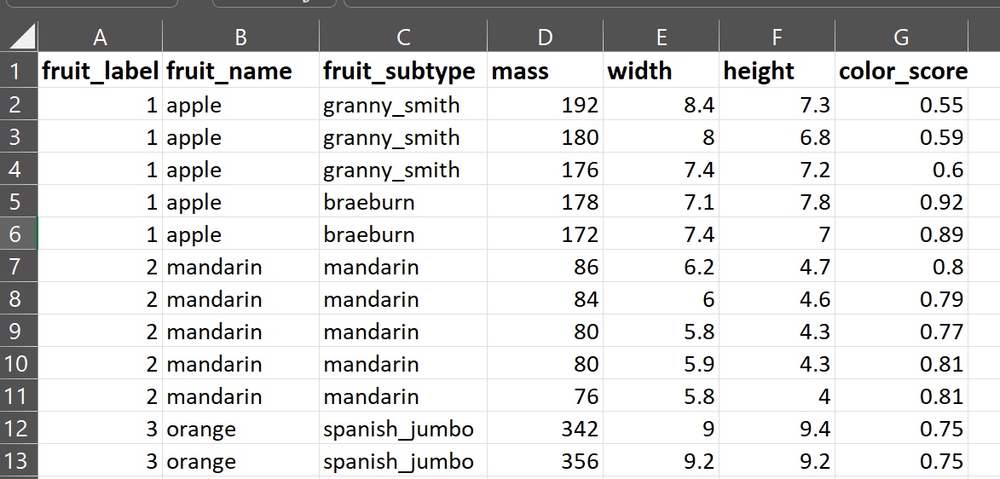 A B C D E F G
1 fruit_label fruit_name fruit_subtype mass width height color_score
2 1 apple granny_smith 192 8.4 7.3 0.55
3 1 apple granny_smith 180 8 6.8 0.59
4 1 apple granny_smith 176 7.4 7.2 0.6
5 1 apple braeburn 178 7.1 7.8 0.92
6 1 apple braeburn 172 7.4 7 0.89
7 2 mandarin mandarin 86 6.2 4.7 0.8
8 2 mandarin mandarin 84 6 4.6 0.79
9 2 mandarin mandarin 80 5.8 4.3 0.77
10 2 mandarin mandarin 80 5.9 4.3 0.81
11 2 mandarin mandarin 76 5.8 4 0.81
12 3 orange spanish_jumbo 342 9 9.4 0.75
13 3 orange spanish_jumbo 356 9.2 9.2 0.75